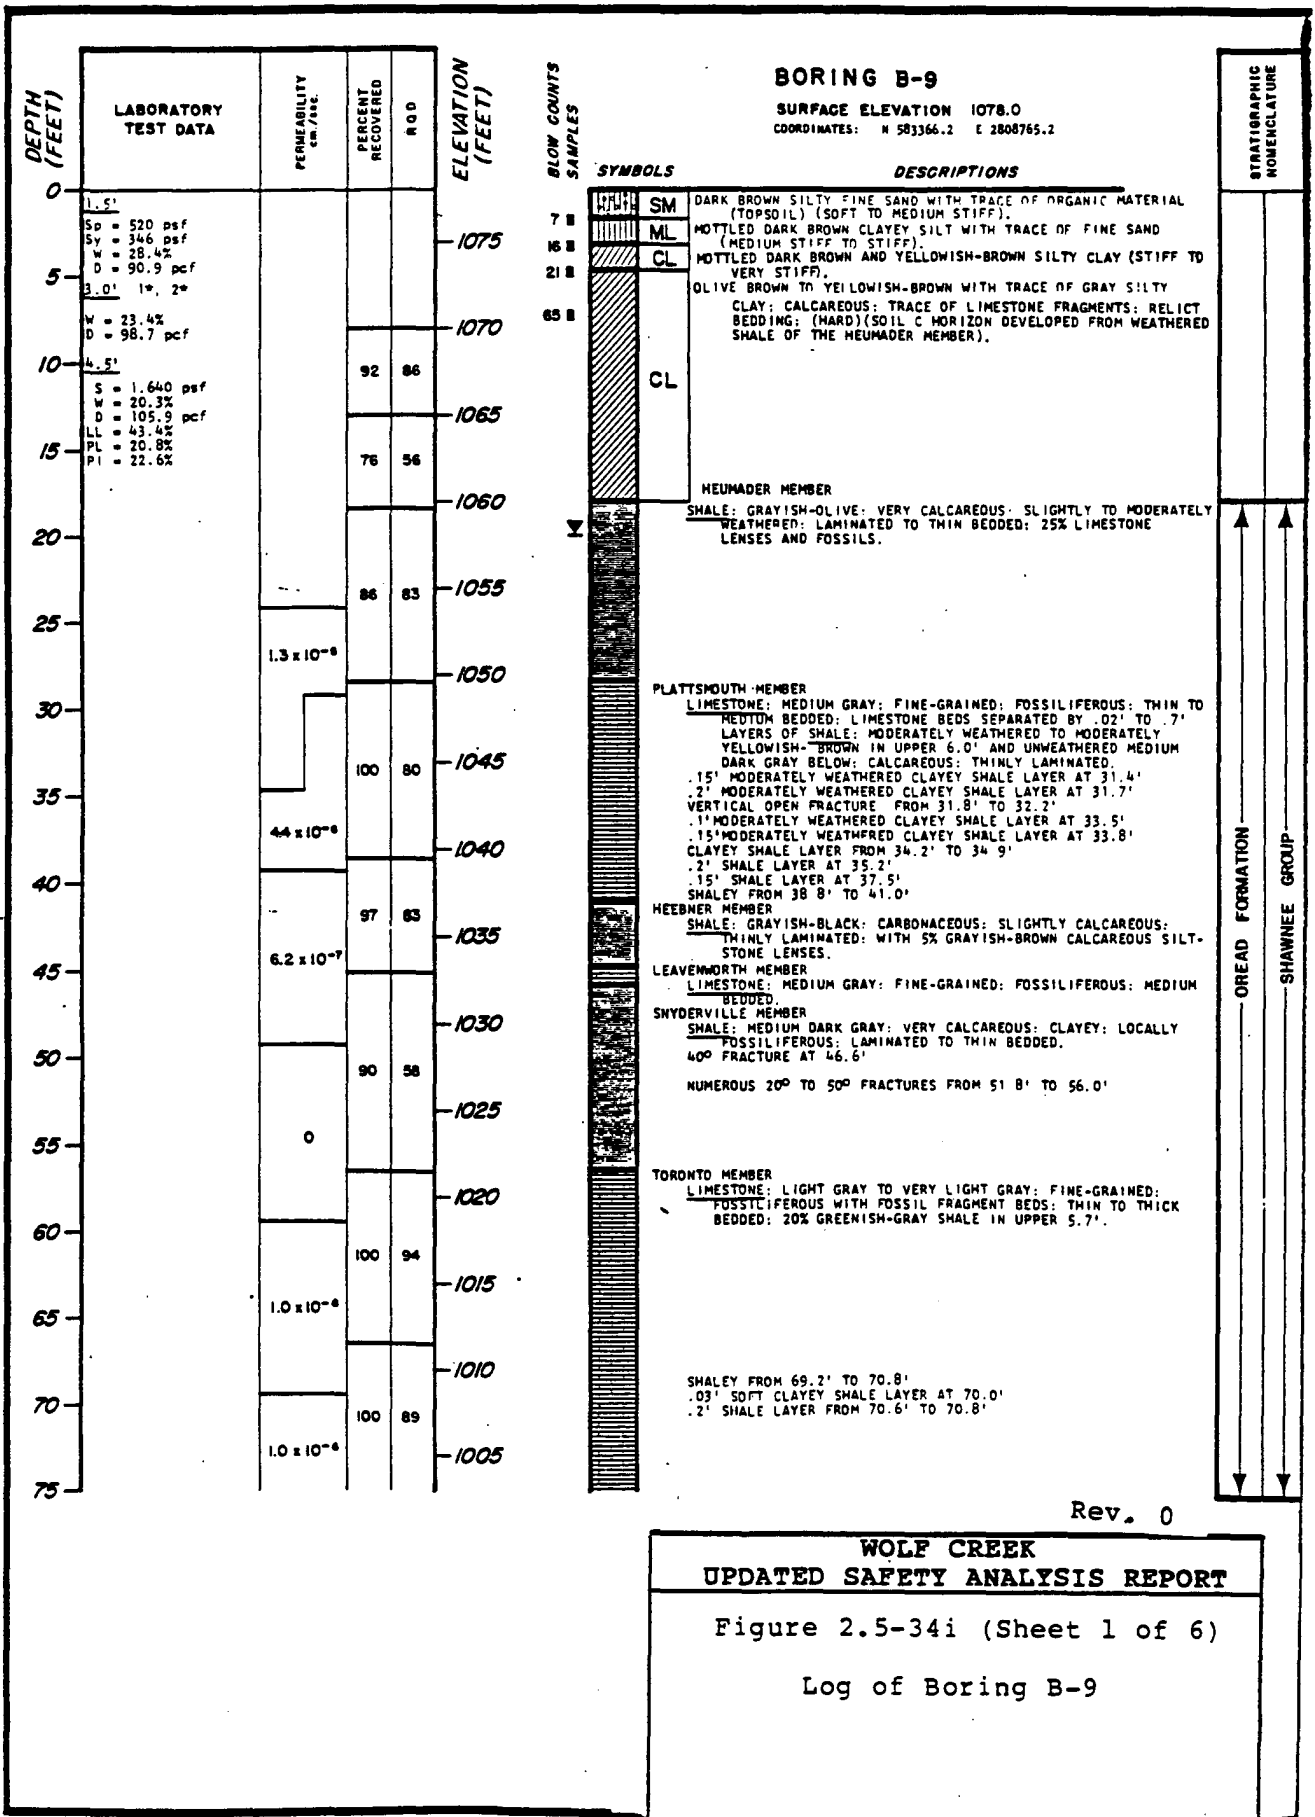 DEPTH (FEET)
LABORATORY TEST DATA
PERMEABILITY cm./sec.
PERCENT RECOVERED
RQD
ELEVATION (FEET)
BLOW COUNTS
SAMPLES
BORING B-9
SURFACE ELEVATION 1078.0
COORDINATES: N 583366.2 E 2808765.2
SYMBOLS
DESCRIPTIONS
STRATIGRAPHIC NOMENCLATURE
0
5
10
15
20
25
30
35
40
45
50
55
60
65
70
75
1.5'
Sp = 520 psf
Sy = 346 psf
W = 28.4%
D = 90.9 pcf
3.0' 1*, 2*
W = 23.4%
D = 98.7 pcf
4.5'
S = 1.640 psf
W = 20.3%
D = 105.9 pcf
LL = 43.4%
PL = 20.8%
PI = 22.6%
6.2 x 10-7
0
1.0 x 10-6
1.0 x 10-6
92 86
76 56
86 83
100 80
97 63
90 58
100 94
100 89
1075
1070
1065
1060
1055
1050
1045
1040
1035
1030
1025
1020
1015
1010
1005
7
16
21
65
SM
ML
CL
CL
DARK BROWN SILTY FINE SAND WITH TRACE OF ORGANIC MATERIAL
(TOPSOIL) (SOFT TO MEDIUM STIFF).
MOTTLED DARK BROWN CLAYEY SILT WITH TRACE OF FINE SAND
(MEDIUM STIFF TO STIFF).
MOTTLED DARK BROWN AND YELLOWISH-BROWN SILTY CLAY (STIFF TO
VERY STIFF).
OLIVE BROWN TO YELLOWISH-BROWN WITH TRACE OF GRAY SILTY
CLAY: CALCAREOUS: TRACE OF LIMESTONE FRAGMENTS: RELICT
BEDDING: (HARD)(SOIL C HORIZON DEVELOPED FROM WEATHERED
SHALE OF THE HEUMADER MEMBER).
HEUMADER MEMBER
SHALE: GRAYISH-OLIVE: VERY CALCAREOUS· SLIGHTLY TO MODERATELY
WEATHERED: LAMINATED TO THIN BEDDED: 25% LIMESTONE
LENSES AND FOSSILS.
PLATTSMOUTH MEMBER
LIMESTONE: MEDIUM GRAY: FINE-GRAINED: FOSSILIFEROUS: THIN TO
MEDIUM BEDDED: LIMESTONE BEDS SEPARATED BY .02' TO .7'
LAYERS OF SHALE: MODERATELY WEATHERED TO MODERATELY
YELLOWISH-BROWN IN UPPER 6.0' AND UNWEATHERED MEDIUM
DARK GRAY BELOW: CALCAREOUS: THINLY LAMINATED.
.15' MODERATELY WEATHERED CLAYEY SHALE LAYER AT 31.4'
.2' MODERATELY WEATHERED CLAYEY SHALE LAYER AT 31.7'
VERTICAL OPEN FRACTURE FROM 31.8' TO 32.2'
.1' MODERATELY WEATHERED CLAYEY SHALE LAYER AT 33.5'
.15' MODERATELY WEATHERED CLAYEY SHALE LAYER AT 33.8'
CLAYEY SHALE LAYER FROM 34.2' TO 34 9'
.2' SHALE LAYER AT 35.2'
.15' SHALE LAYER AT 37.5'
SHALEY FROM 38 8' TO 41.0'
HEEBNER MEMBER
SHALE: GRAYISH-BLACK: CARBONACEOUS: SLIGHTLY CALCAREOUS:
THINLY LAMINATED: WITH 5% GRAYISH-BROWN CALCAREOUS SILT-
STONE LENSES.
LEAVENWORTH MEMBER
LIMESTONE: MEDIUM GRAY: FINE-GRAINED: FOSSILIFEROUS: MEDIUM
BEDDED.
SNYDERVILLE MEMBER
SHALE: MEDIUM DARK GRAY: VERY CALCAREOUS: CLAYEY: LOCALLY
FOSSILIFEROUS: LAMINATED TO THIN BEDDED.
40° FRACTURE AT 46.6'
NUMEROUS 20° TO 50° FRACTURES FROM 51 8' TO 56.0'
TORONTO MEMBER
LIMESTONE: LIGHT GRAY TO VERY LIGHT GRAY: FINE-GRAINED:
FOSSILIFEROUS WITH FOSSIL FRAGMENT BEDS: THIN TO THICK
BEDDED: 20% GREENISH-GRAY SHALE IN UPPER 5.7'.
SHALEY FROM 69.2' TO 70.8'
.03' SOFT CLAYEY SHALE LAYER AT 70.0'
.2' SHALE LAYER FROM 70.6' TO 70.8'
OREAD FORMATION
SHAWNEE GROUP
Rev. 0
WOLF CREEK
UPDATED SAFETY ANALYSIS REPORT
Figure 2.5-34i (Sheet 1 of 6)
Log of Boring B-9